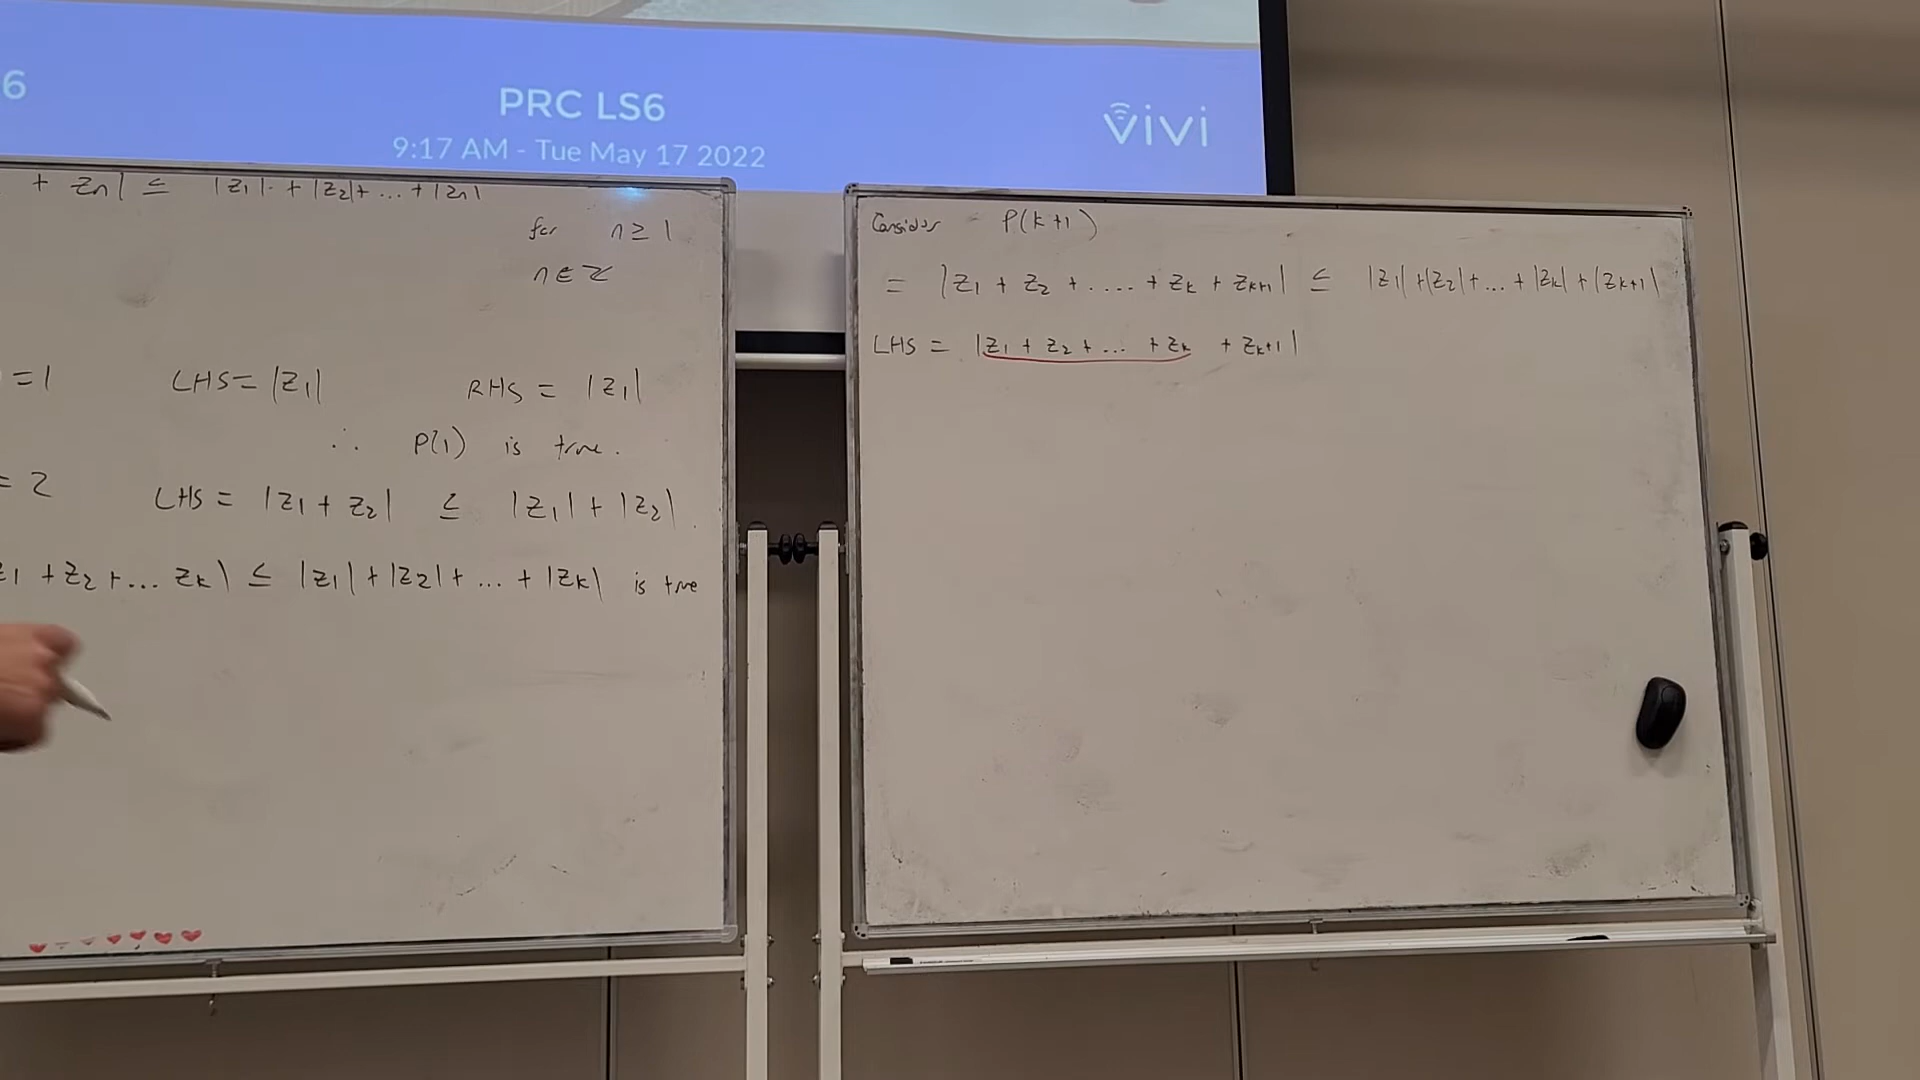 6
PRC LS6
9:17 AM - Tue May 17 2022
vivi
+ zn| ≤ |z1| + |z2| + ... + |zn|
for n ≥ 1
n ∈ Z
=1 LHS = |z1| RHS = |z1|
∴ P(1) is true.
= 2 LHS = |z1 + z2| ≤ |z1| + |z2|.
z1 + z2 + ... zk| ≤ |z1| + |z2| + ... + |zk| is true
Consider P(k+1)
= |z1 + z2 + .... + zk + zk+1| ≤ |z1| + |z2| + ... + |zk| + |zk+1|
LHS = |z1 + z2 + ... + zk + zk+1|